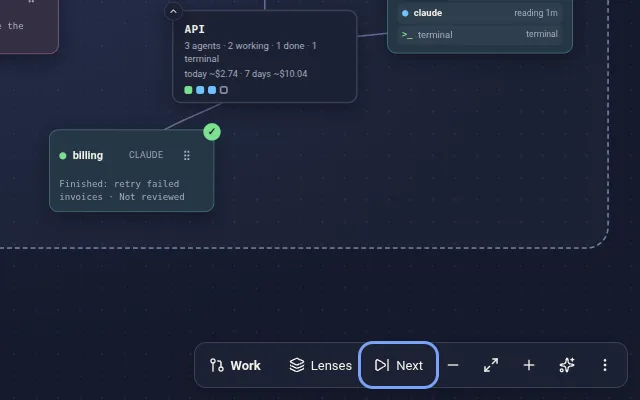 e the
claude reading 1m
>_ terminal terminal
API
3 agents · 2 working · 1 done · 1
terminal
today ~$2.74 · 7 days ~$10.04
billing CLAUDE
Finished: retry failed
invoices · Not reviewed
Work Lenses Next